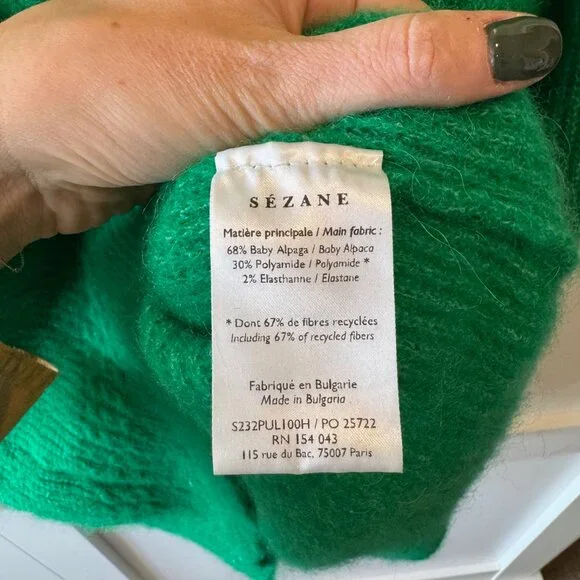 SÉZANE
Matière principale / Main fabric :
68% Baby Alpaga / Baby Alpaca
30% Polyamide / Polyamide *
2% Elasthanne / Elastane
* Dont 67% de fibres recyclées
Including 67% of recycled fibers
Fabriqué en Bulgarie
Made in Bulgaria
S232PUL100H / PO 25722
RN 154 043
115 rue du Bac, 75007 Paris